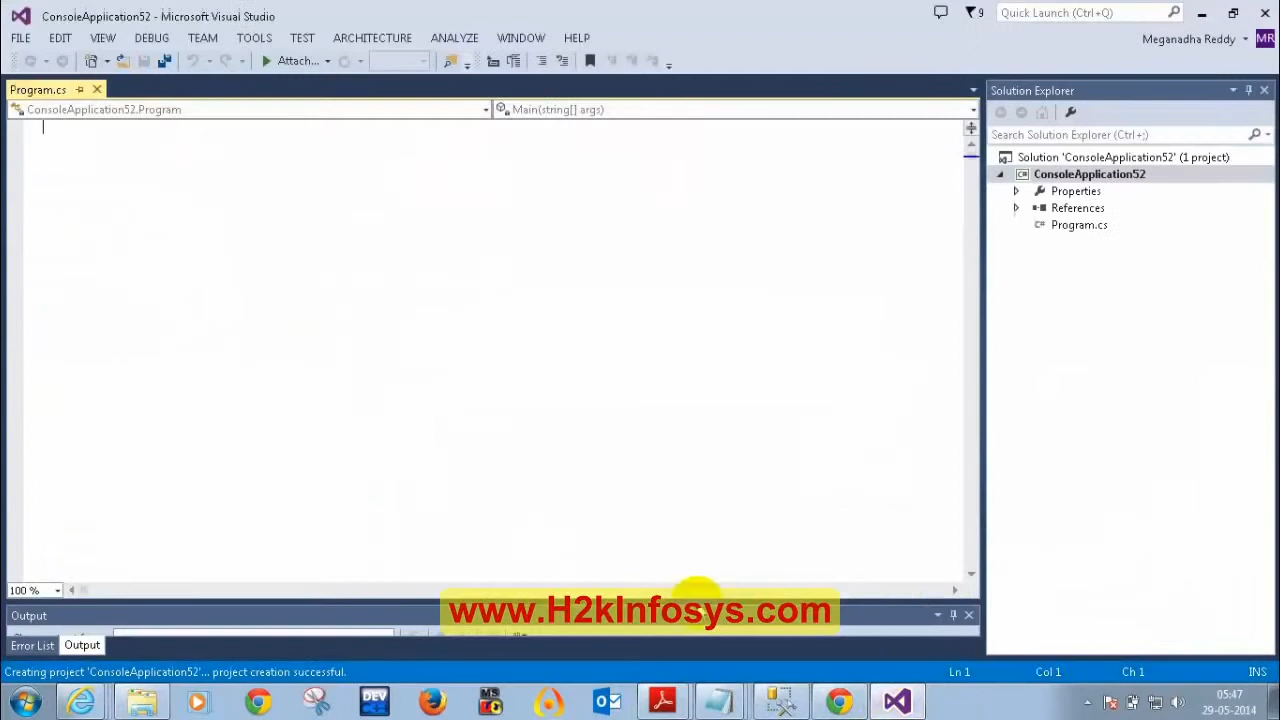 ConsoleApplication52 - Microsoft Visual Studio
9
Quick Launch (Ctrl+Q)
FILE EDIT VIEW DEBUG TEAM TOOLS TEST ARCHITECTURE ANALYZE WINDOW HELP
Meganadha Reddy
MR
Attach...
Program.cs
Solution Explorer
ConsoleApplication52.Program
Main(string[] args)
Search Solution Explorer (Ctrl+;)
Solution 'ConsoleApplication52' (1 project)
C# ConsoleApplication52
Properties
References
C# Program.cs
100 %
www.H2kInfosys.com
Output
Error List
Output
Creating project 'ConsoleApplication52'... project creation successful.
Ln 1
Col 1
Ch 1
INS
DEV
MS
05:47
29-05-2014